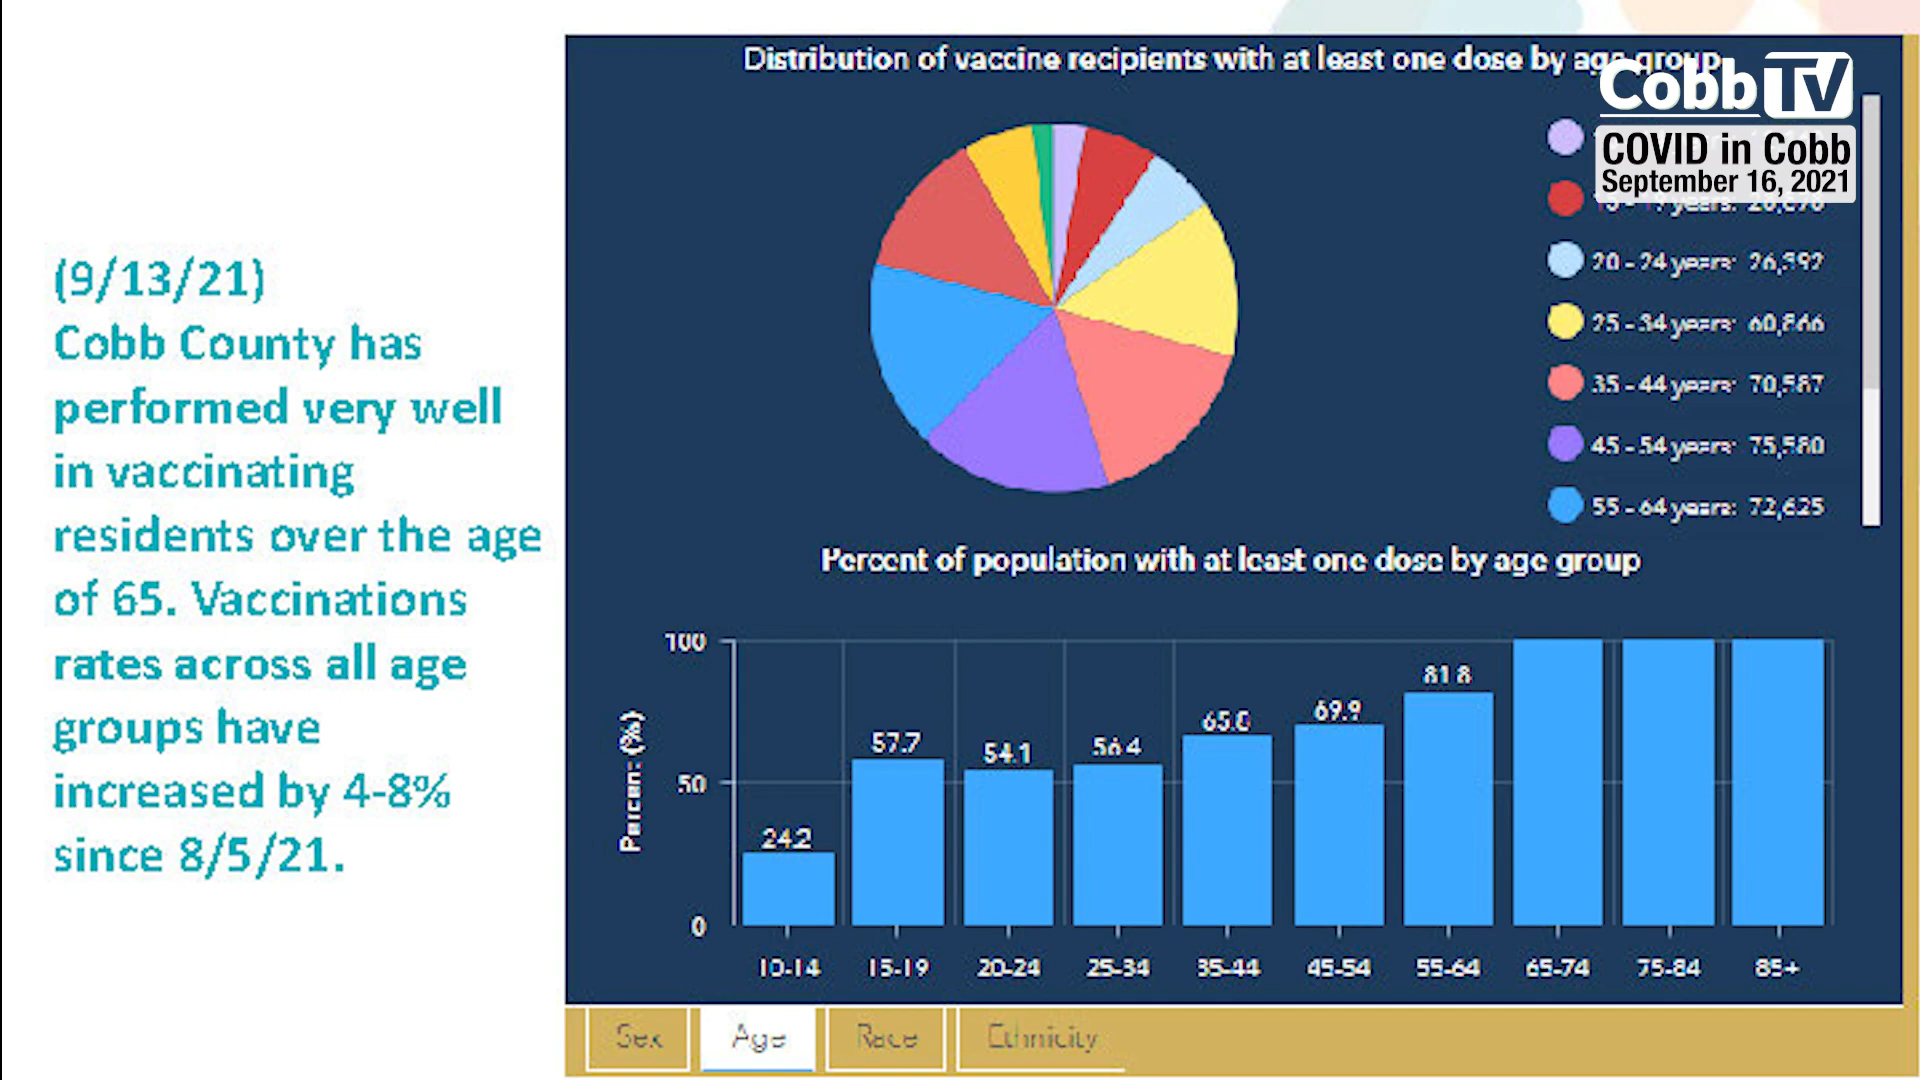 Distribution of vaccine recipients with at least one dose by age group
CobbTV
COVID in Cobb
September 16, 2021
20 - 24 years: 26,392
25 - 34 years: 60,866
35 - 44 years: 70,587
45 - 54 years: 75,580
55 - 64 years: 72,625
(9/13/21)
Cobb County has
performed very well
in vaccinating
residents over the age
of 65. Vaccinations
rates across all age
groups have
increased by 4-8%
since 8/5/21.
Percent of population with at least one dose by age group
Percent (%)
100
50
0
24.2
57.7
54.1
56.4
65.8
69.9
81.8
10-14
15-19
20-24
25-34
35-44
45-54
55-64
65-74
75-84
85+
Sex
Age
Race
Ethnicity